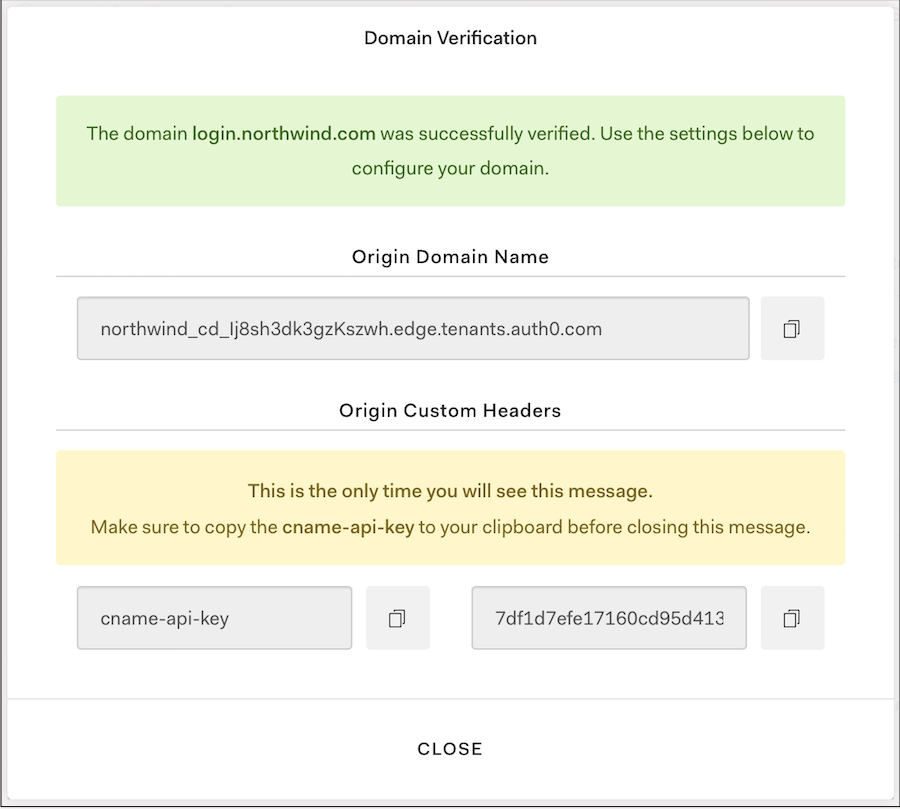 Domain Verification
The domain login.northwind.com was successfully verified. Use the settings below to
configure your domain.
Origin Domain Name
northwind_cd_lj8sh3dk3gzKszwh.edge.tenants.auth0.com
Origin Custom Headers
This is the only time you will see this message.
Make sure to copy the cname-api-key to your clipboard before closing this message.
cname-api-key
7df1d7efe17160cd95d413
CLOSE